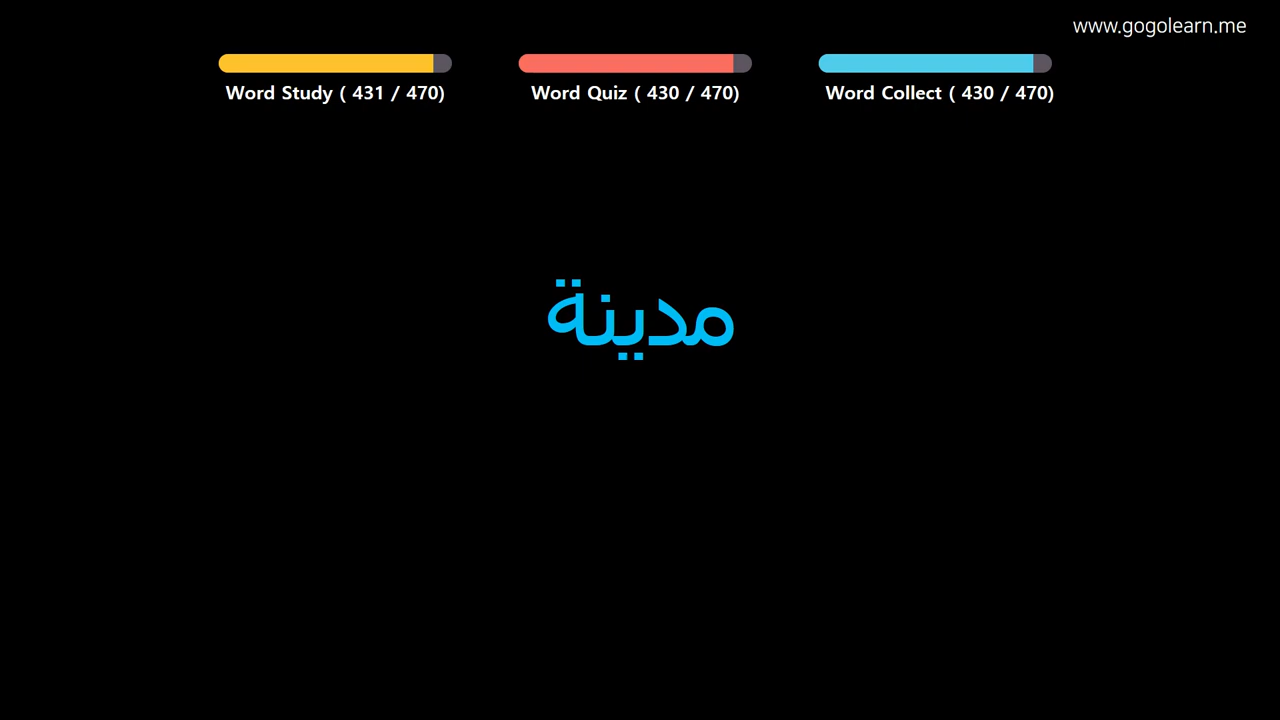 www.gogolearn.me
Word Study ( 431 / 470)
Word Quiz ( 430 / 470)
Word Collect ( 430 / 470)
مدينة